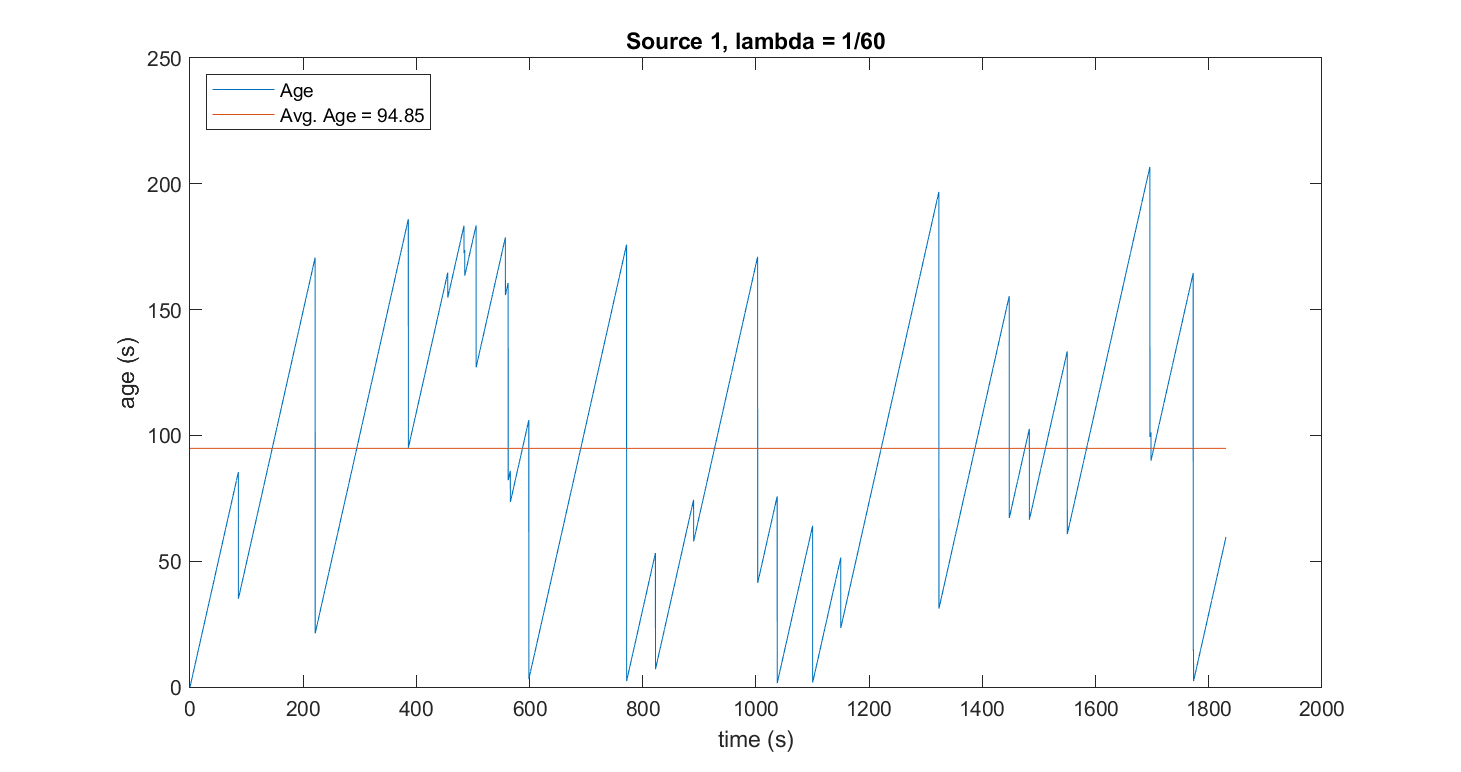 Source 1, lambda = 1/60
250
200
150
100
50
0
age (s)
Age
Avg. Age = 94.85
0 200 400 600 800 1000 1200 1400 1600 1800 2000
time (s)